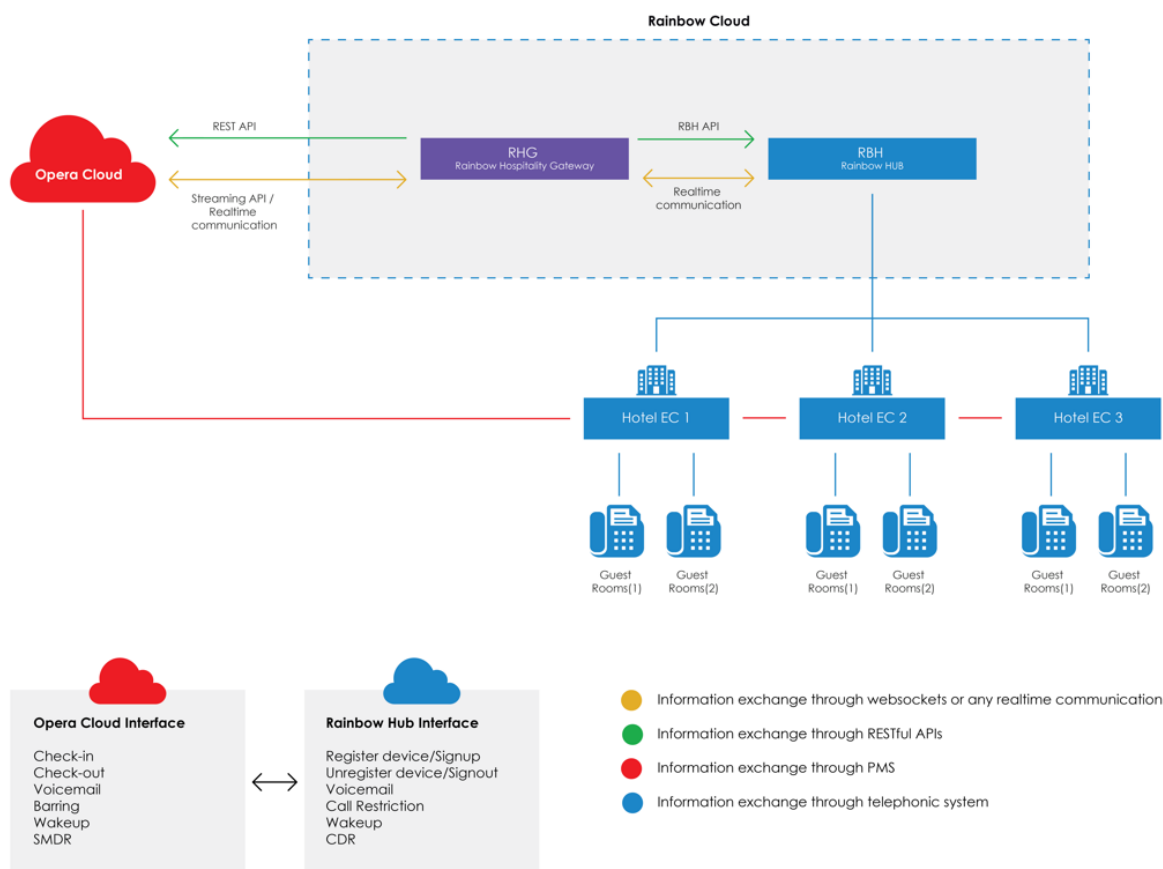 Rainbow Cloud
REST API
RBH API
RHG
Rainbow Hospitality Gateway
RBH
Rainbow HUB
Opera Cloud
Streaming API /
Realtime
communication
Realtime
communication
Hotel EC 1
Hotel EC 2
Hotel EC 3
Guest
Rooms(1)
Guest
Rooms(2)
Guest
Rooms(1)
Guest
Rooms(2)
Guest
Rooms(1)
Guest
Rooms(2)
Opera Cloud Interface
Check-in
Check-out
Voicemail
Barring
Wakeup
SMDR
Rainbow Hub Interface
Register device/Signup
Unregister device/Signout
Voicemail
Call Restriction
Wakeup
CDR
Information exchange through websockets or any realtime communication
Information exchange through RESTful APIs
Information exchange through PMS
Information exchange through telephonic system